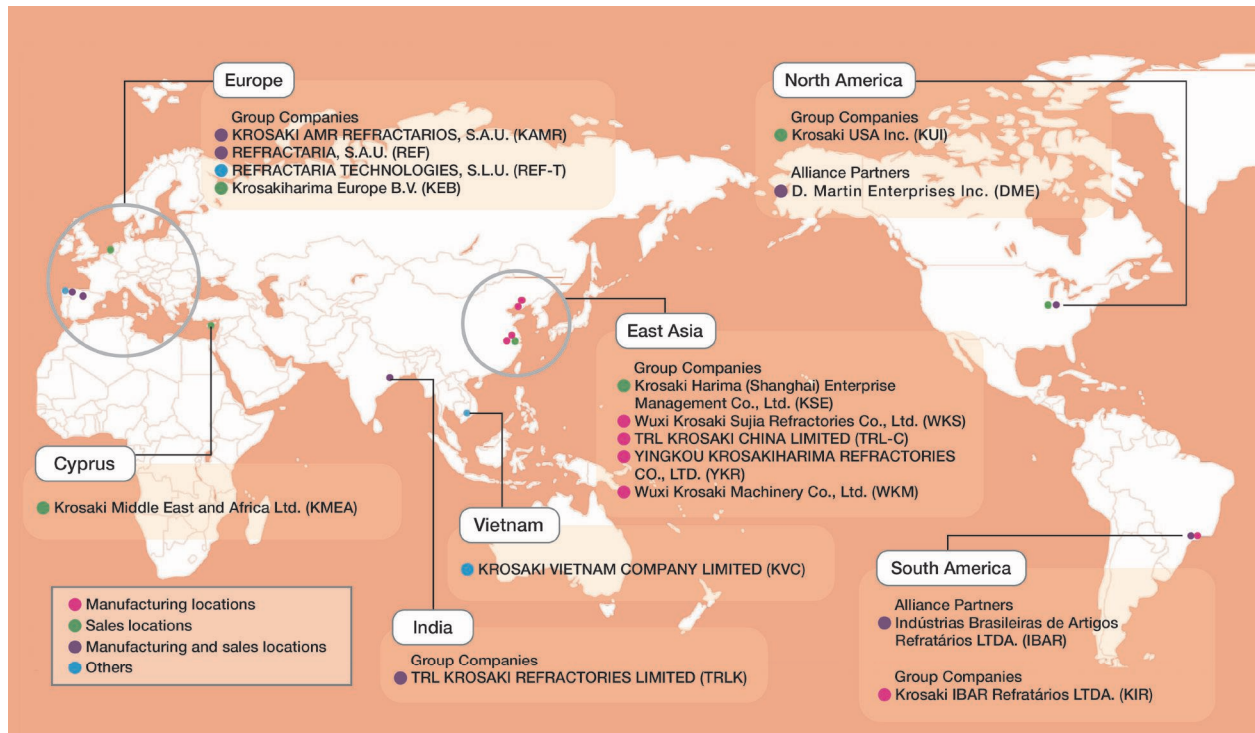 Europe
Group Companies
KROSAKI AMR REFRACTARIOS, S.A.U. (KAMR)
REFRACTARIA, S.A.U. (REF)
REFRACTARIA TECHNOLOGIES, S.L.U. (REF-T)
Krosakiharima Europe B.V. (KEB)
North America
Group Companies
Krosaki USA Inc. (KUI)
Alliance Partners
D. Martin Enterprises Inc. (DME)
East Asia
Group Companies
Krosaki Harima (Shanghai) Enterprise
Management Co., Ltd. (KSE)
Wuxi Krosaki Sujia Refractories Co., Ltd. (WKS)
TRL KROSAKI CHINA LIMITED (TRL-C)
YINGKOU KROSAKIHARIMA REFRACTORIES
CO., LTD. (YKR)
Wuxi Krosaki Machinery Co., Ltd. (WKM)
Cyprus
Krosaki Middle East and Africa Ltd. (KMEA)
Vietnam
KROSAKI VIETNAM COMPANY LIMITED (KVC)
South America
Alliance Partners
Indústrias Brasileiras de Artigos
Refratários LTDA. (IBAR)
Group Companies
Krosaki IBAR Refratários LTDA. (KIR)
India
Group Companies
TRL KROSAKI REFRACTORIES LIMITED (TRLK)
Manufacturing locations
Sales locations
Manufacturing and sales locations
Others